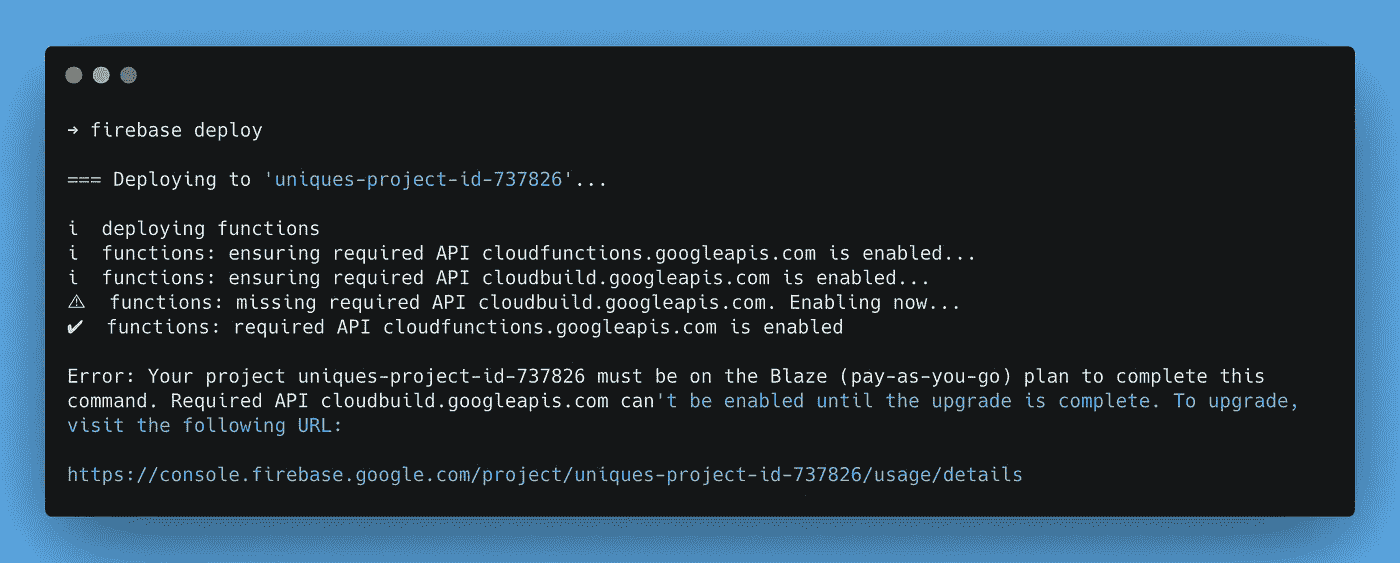 ➜ firebase deploy
=== Deploying to 'uniques-project-id-737826'...
i  deploying functions
i  functions: ensuring required API cloudfunctions.googleapis.com is enabled...
i  functions: ensuring required API cloudbuild.googleapis.com is enabled...
⚠  functions: missing required API cloudbuild.googleapis.com. Enabling now...
✔  functions: required API cloudfunctions.googleapis.com is enabled
Error: Your project uniques-project-id-737826 must be on the Blaze (pay-as-you-go) plan to complete this
command. Required API cloudbuild.googleapis.com can't be enabled until the upgrade is complete. To upgrade,
visit the following URL:
https://console.firebase.google.com/project/uniques-project-id-737826/usage/details